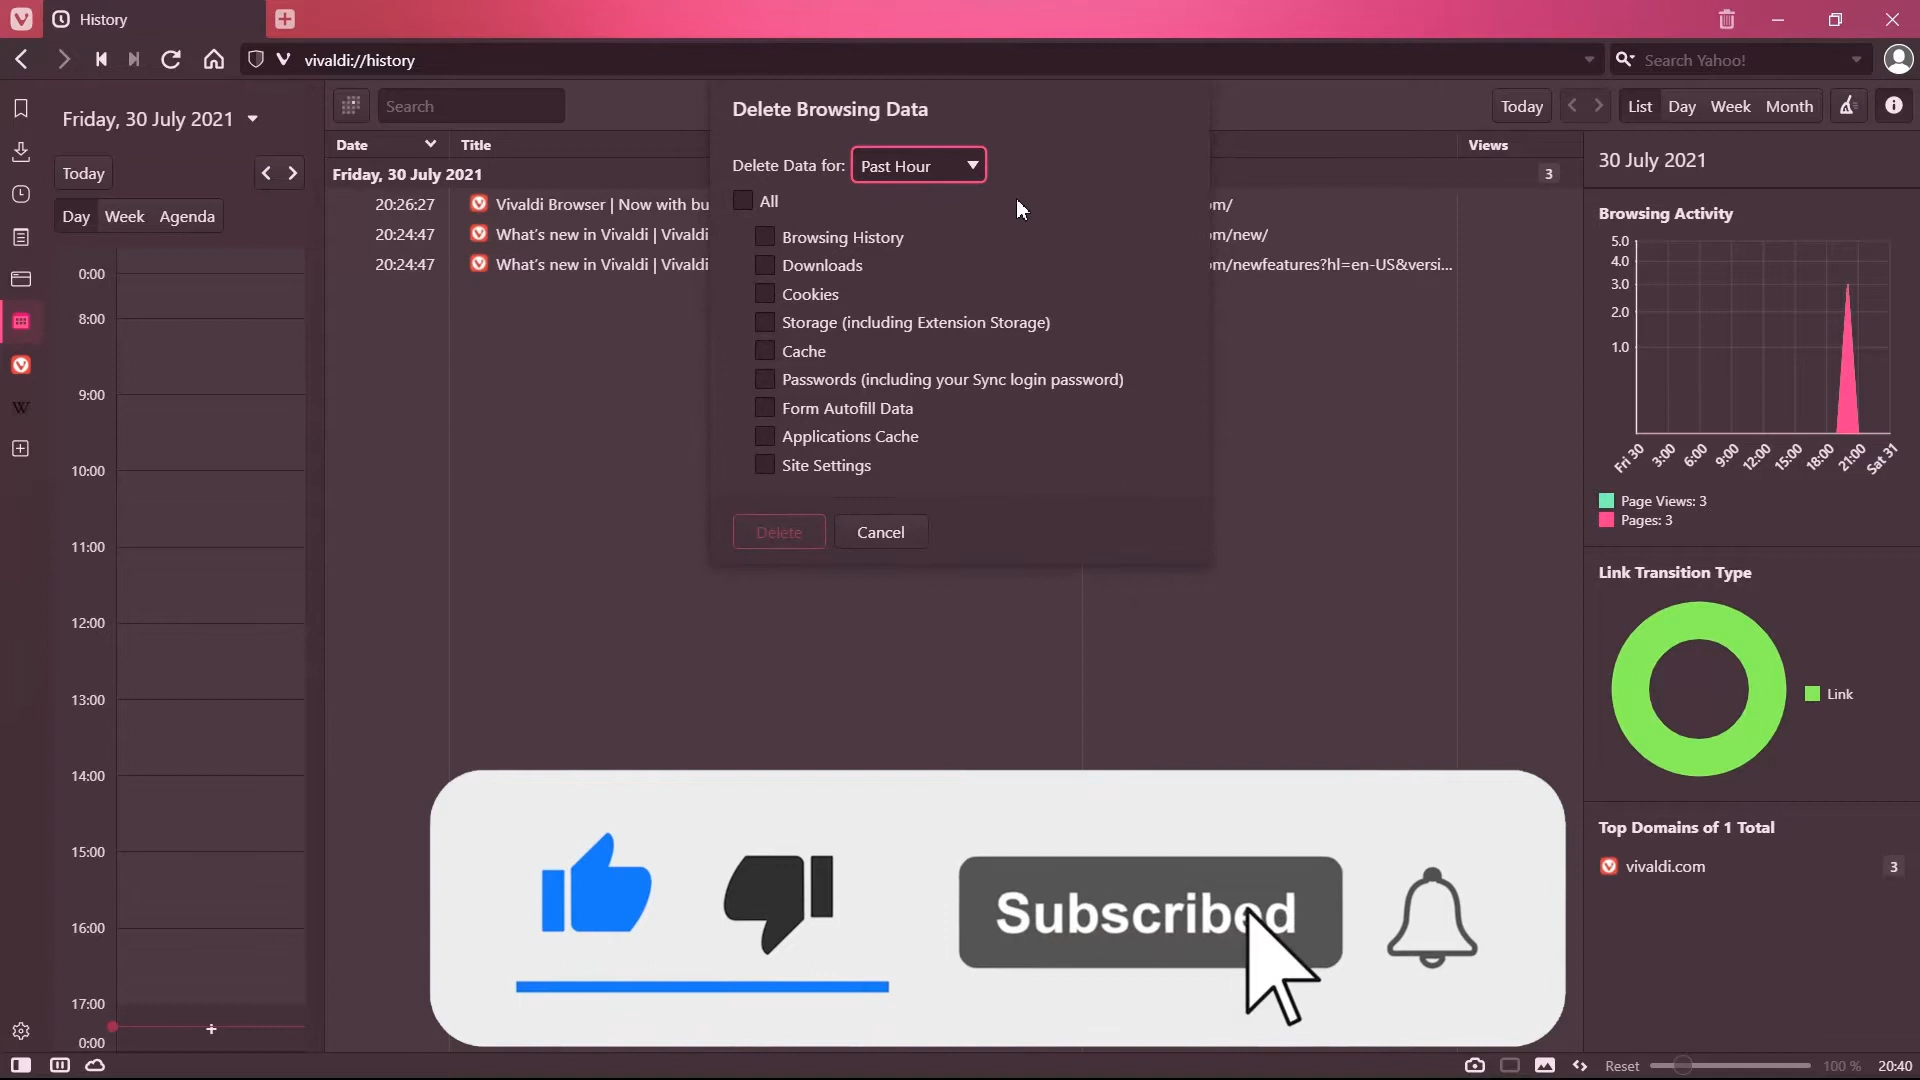 History
vivaldi://history
Search Yahoo!
Friday, 30 July 2021
Today
Day Week Agenda
0:00
8:00
9:00
10:00
11:00
12:00
13:00
14:00
15:00
16:00
17:00
0:00
Search
Today
List Day Week Month
Date Title Views
Friday, 30 July 2021 3
20:26:27 Vivaldi Browser | Now with bu m/
20:24:47 What's new in Vivaldi | Vivaldi m/new/
20:24:47 What's new in Vivaldi | Vivaldi m/newfeatures?hl=en-US&versi...
Delete Browsing Data
Delete Data for: Past Hour
All
Browsing History
Downloads
Cookies
Storage (including Extension Storage)
Cache
Passwords (including your Sync login password)
Form Autofill Data
Applications Cache
Site Settings
Delete Cancel
30 July 2021
Browsing Activity
5.0
4.0
3.0
2.0
1.0
Fri 30 3:00 6:00 9:00 12:00 15:00 18:00 21:00 Sat 31
Page Views: 3
Pages: 3
Link Transition Type
Link
Top Domains of 1 Total
vivaldi.com 3
Subscribed
Reset 100 % 20:40